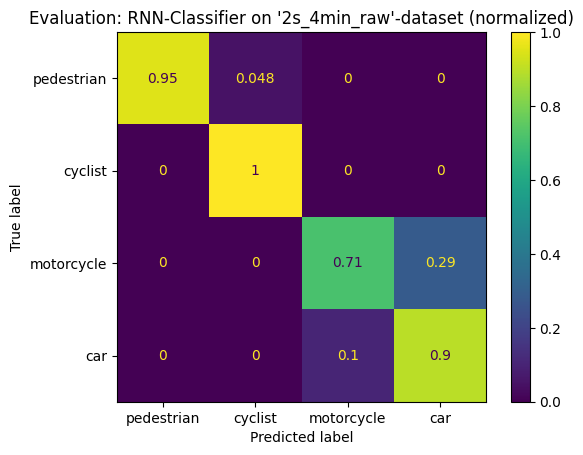 Evaluation: RNN-Classifier on '2s_4min_raw'-dataset (normalized)
True label
pedestrian 0.95 0.048 0 0
cyclist 0 1 0 0
motorcycle 0 0 0.71 0.29
car 0 0 0.1 0.9
pedestrian cyclist motorcycle car
Predicted label
1.0
0.8
0.6
0.4
0.2
0.0